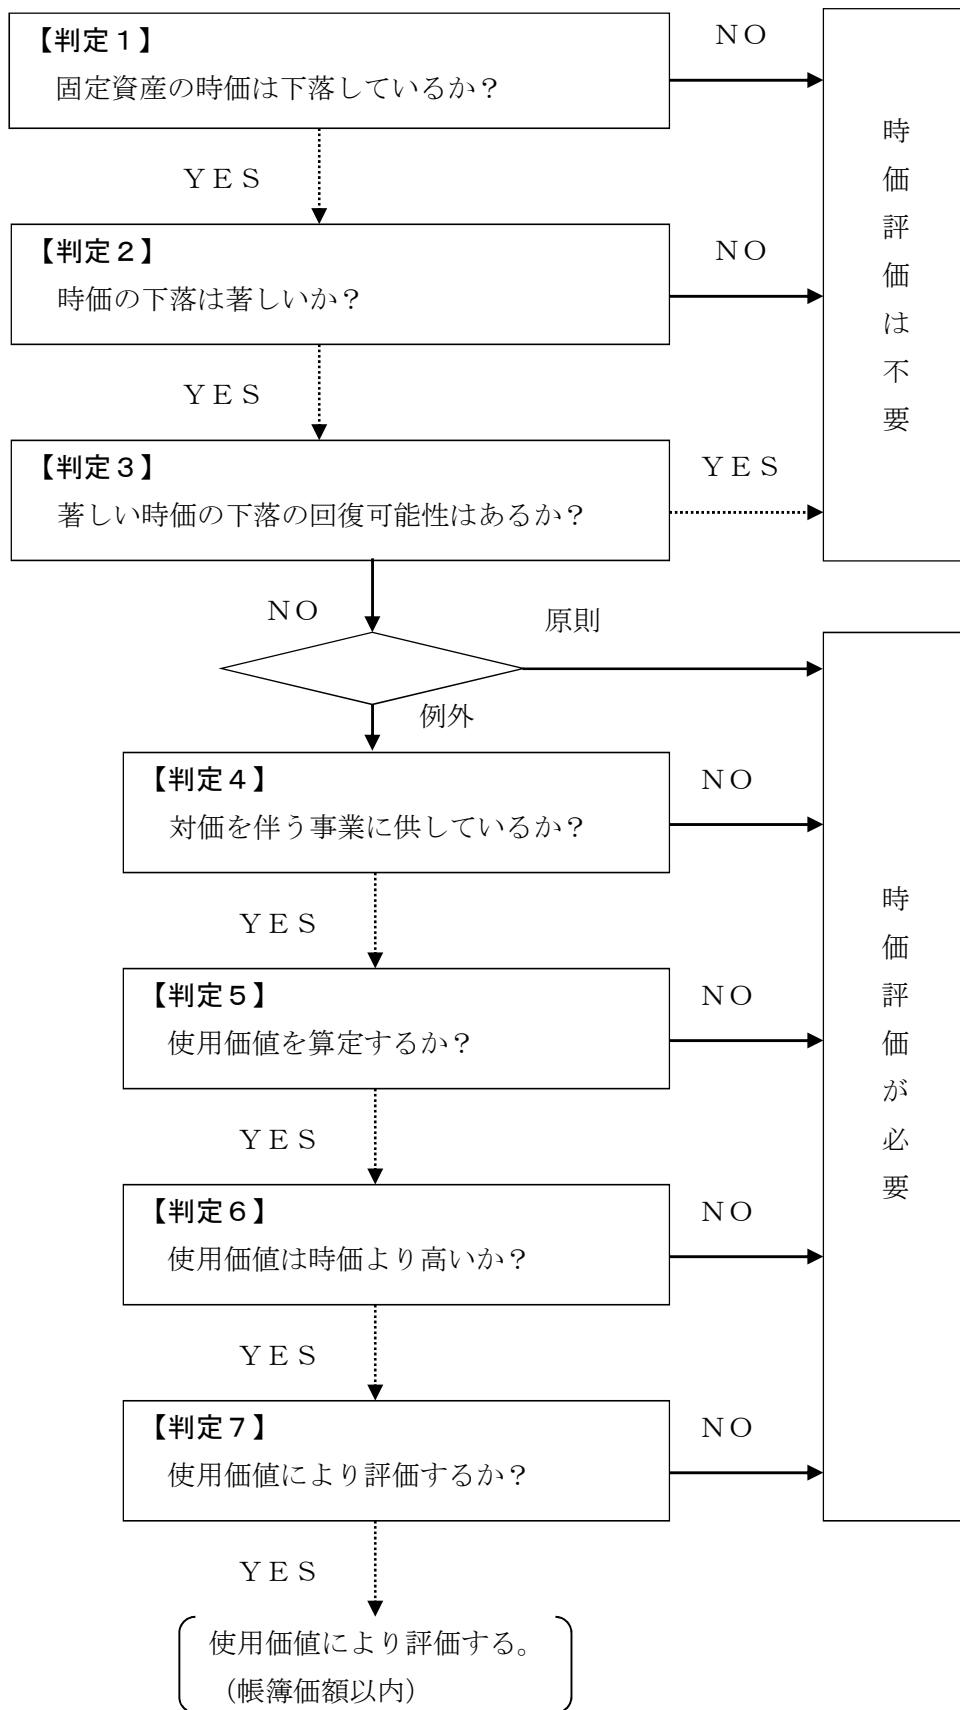 【判定１】
固定資産の時価は下落しているか？
ＮＯ
ＹＥＳ
【判定２】
時価の下落は著しいか？
ＮＯ
ＹＥＳ
【判定３】
著しい時価の下落の回復可能性はあるか？
ＹＥＳ
時価評価は不要
ＮＯ
原則
例外
【判定４】
対価を伴う事業に供しているか？
ＮＯ
ＹＥＳ
【判定５】
使用価値を算定するか？
ＮＯ
ＹＥＳ
【判定６】
使用価値は時価より高いか？
ＮＯ
ＹＥＳ
【判定７】
使用価値により評価するか？
ＮＯ
時価評価が必要
ＹＥＳ
使用価値により評価する。
（帳簿価額以内）